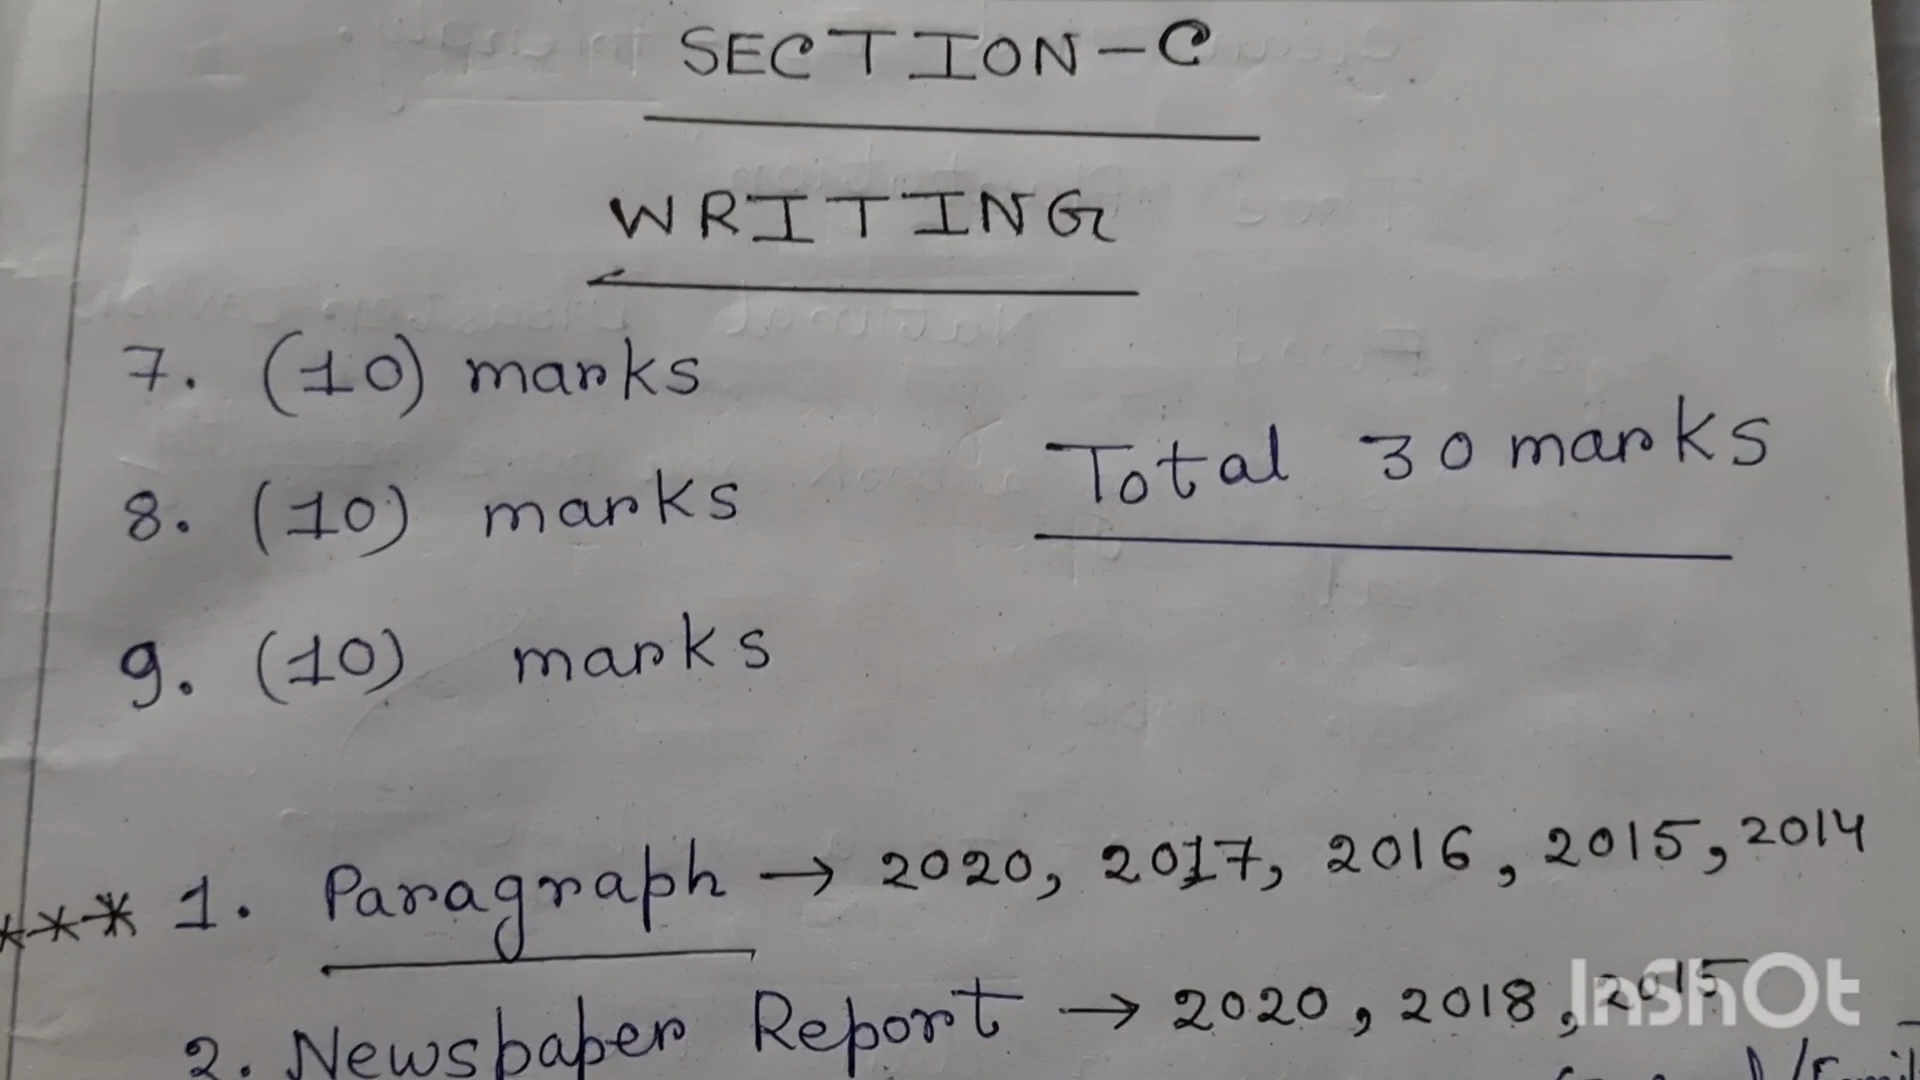 SECTION-C
WRITING
7. (10) marks
8. (10) marks
Total 30 marks
9. (10) marks
*** 1. Paragraph → 2020, 2017, 2016, 2015, 2014
2. Newspaper Report → 2020, 2018, 2015
InShOt